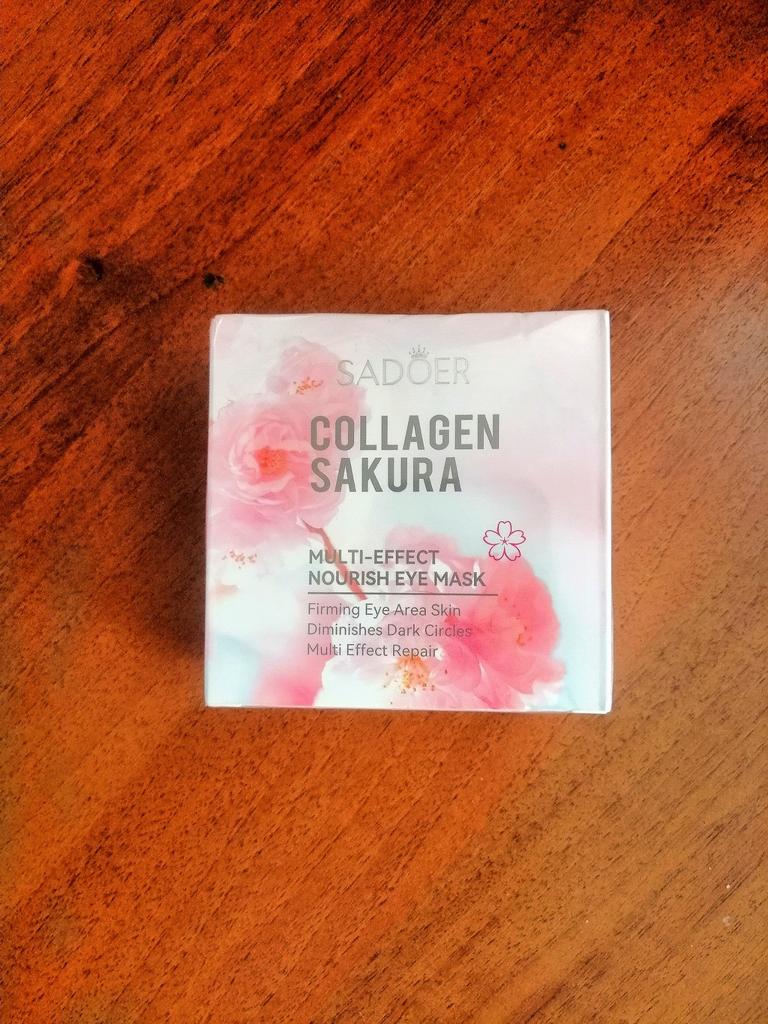 SADOER
COLLAGEN
SAKURA
MULTI-EFFECT
NOURISH EYE MASK
Firming Eye Area Skin
Diminishes Dark Circles
Multi Effect Repair